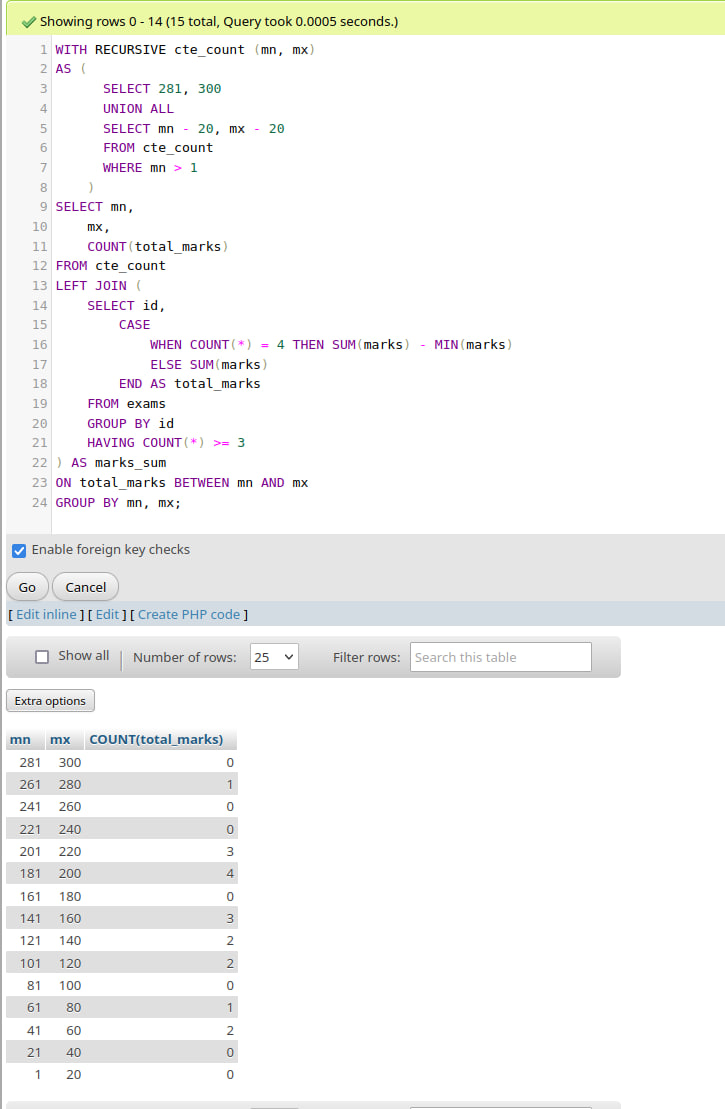 Showing rows 0 - 14 (15 total, Query took 0.0005 seconds.)
1 WITH RECURSIVE cte_count (mn, mx)
2 AS (
3 SELECT 281, 300
4 UNION ALL
5 SELECT mn - 20, mx - 20
6 FROM cte_count
7 WHERE mn > 1
8 )
9 SELECT mn,
10 mx,
11 COUNT(total_marks)
12 FROM cte_count
13 LEFT JOIN (
14 SELECT id,
15 CASE
16 WHEN COUNT(*) = 4 THEN SUM(marks) - MIN(marks)
17 ELSE SUM(marks)
18 END AS total_marks
19 FROM exams
20 GROUP BY id
21 HAVING COUNT(*) >= 3
22 ) AS marks_sum
23 ON total_marks BETWEEN mn AND mx
24 GROUP BY mn, mx;
Enable foreign key checks
Go Cancel
[ Edit inline ] [ Edit ] [ Create PHP code ]
Show all Number of rows: 25 Filter rows: Search this table
Extra options
mn mx COUNT(total_marks)
281 300 0
261 280 1
241 260 0
221 240 0
201 220 3
181 200 4
161 180 0
141 160 3
121 140 2
101 120 2
81 100 0
61 80 1
41 60 2
21 40 0
1 20 0